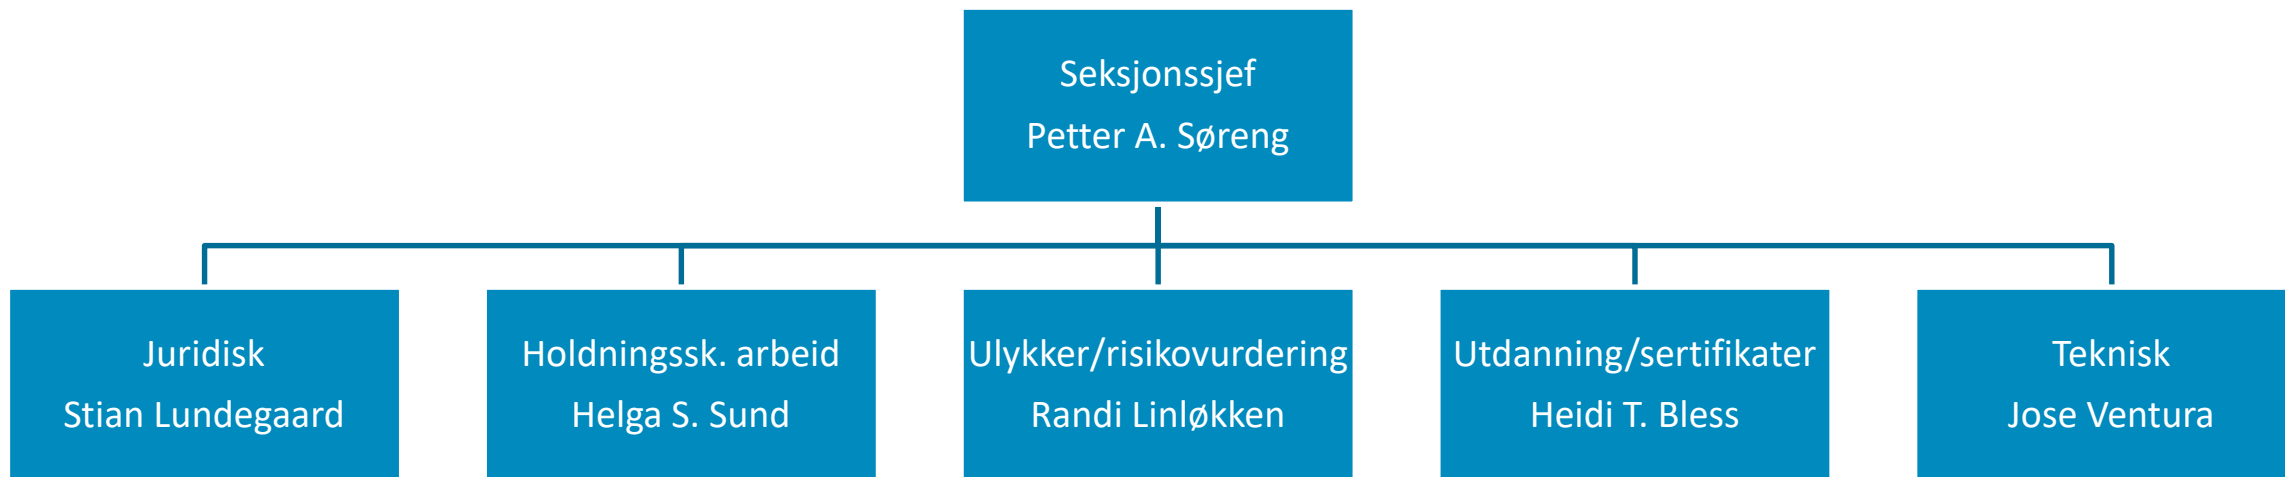 Seksjonssjef
Petter A. Søreng
Juridisk
Stian Lundegaard
Holdningssk. arbeid
Helga S. Sund
Ulykker/risikovurdering
Randi Linløkken
Utdanning/sertifikater
Heidi T. Bless
Teknisk
Jose Ventura